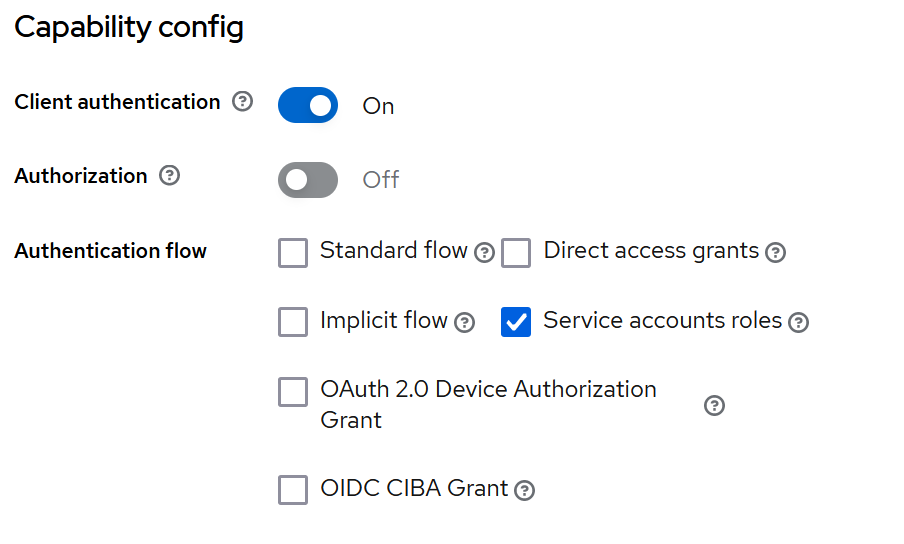 Capability config
Client authentication
On
Authorization
Off
Authentication flow
Standard flow
Direct access grants
Implicit flow
Service accounts roles
OAuth 2.0 Device Authorization
Grant
OIDC CIBA Grant